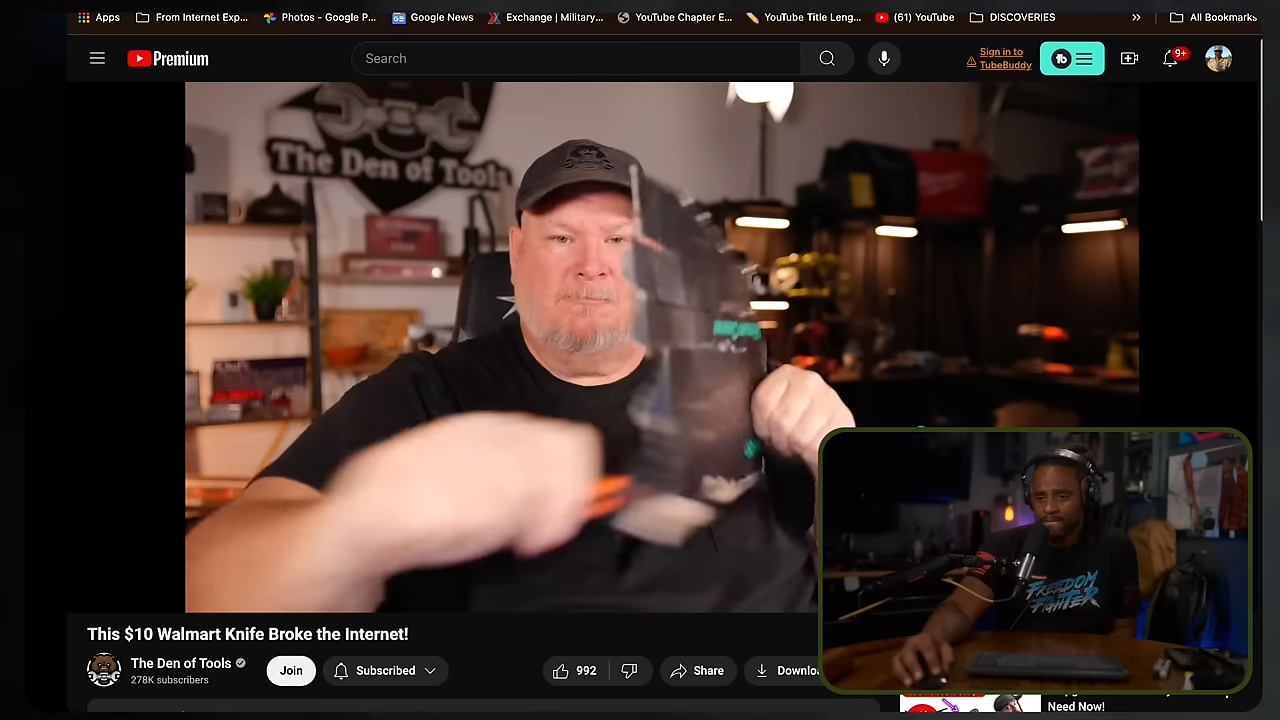 Apps
From Internet Exp...
Photos - Google P...
Google News
Exchange | Military...
YouTube Chapter E...
YouTube Title Leng...
(61) YouTube
DISCOVERIES
»
All Bookmarks
Premium
Search
Sign in to
TubeBuddy
tb
9+
The Den of Tools
FREEDOM
FIGHTER
This $10 Walmart Knife Broke the Internet!
The Den of Tools
278K subscribers
Join
Subscribed
992
Share
Downlo
Need Now!